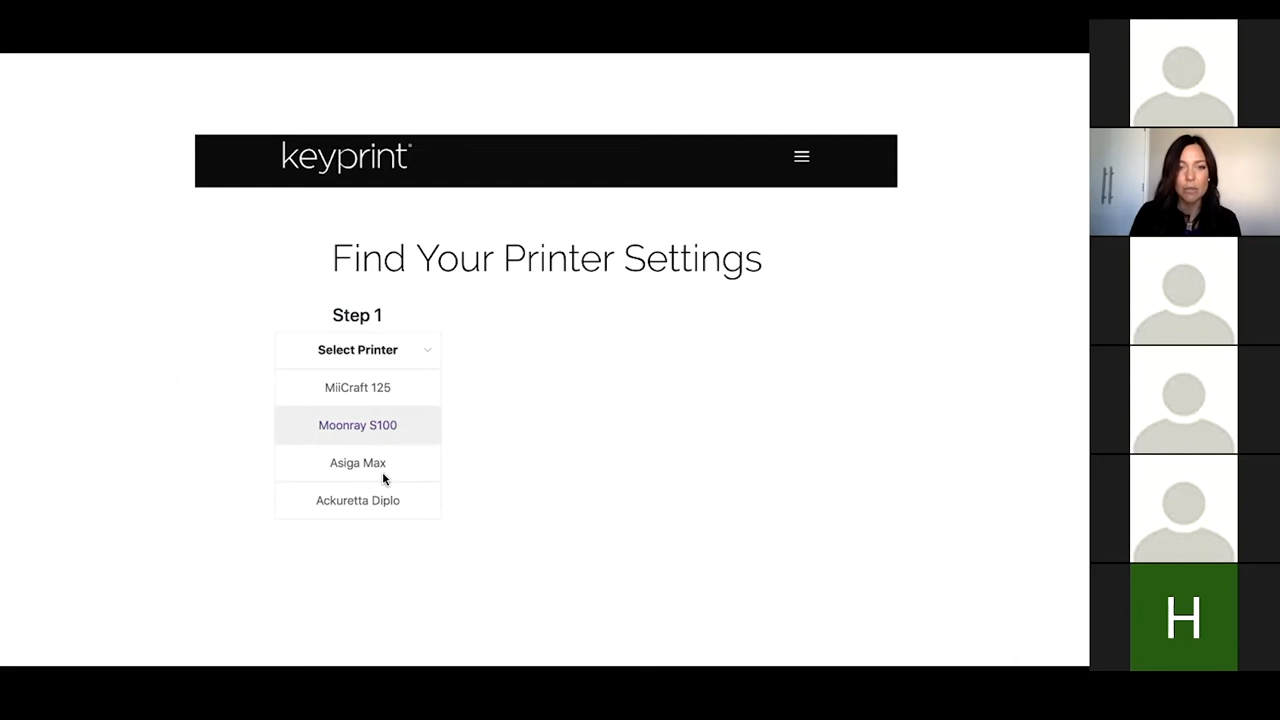 keyprint®
Find Your Printer Settings
Step 1
Select Printer
MiiCraft 125
Moonray S100
Asiga Max
Ackuretta Diplo
H